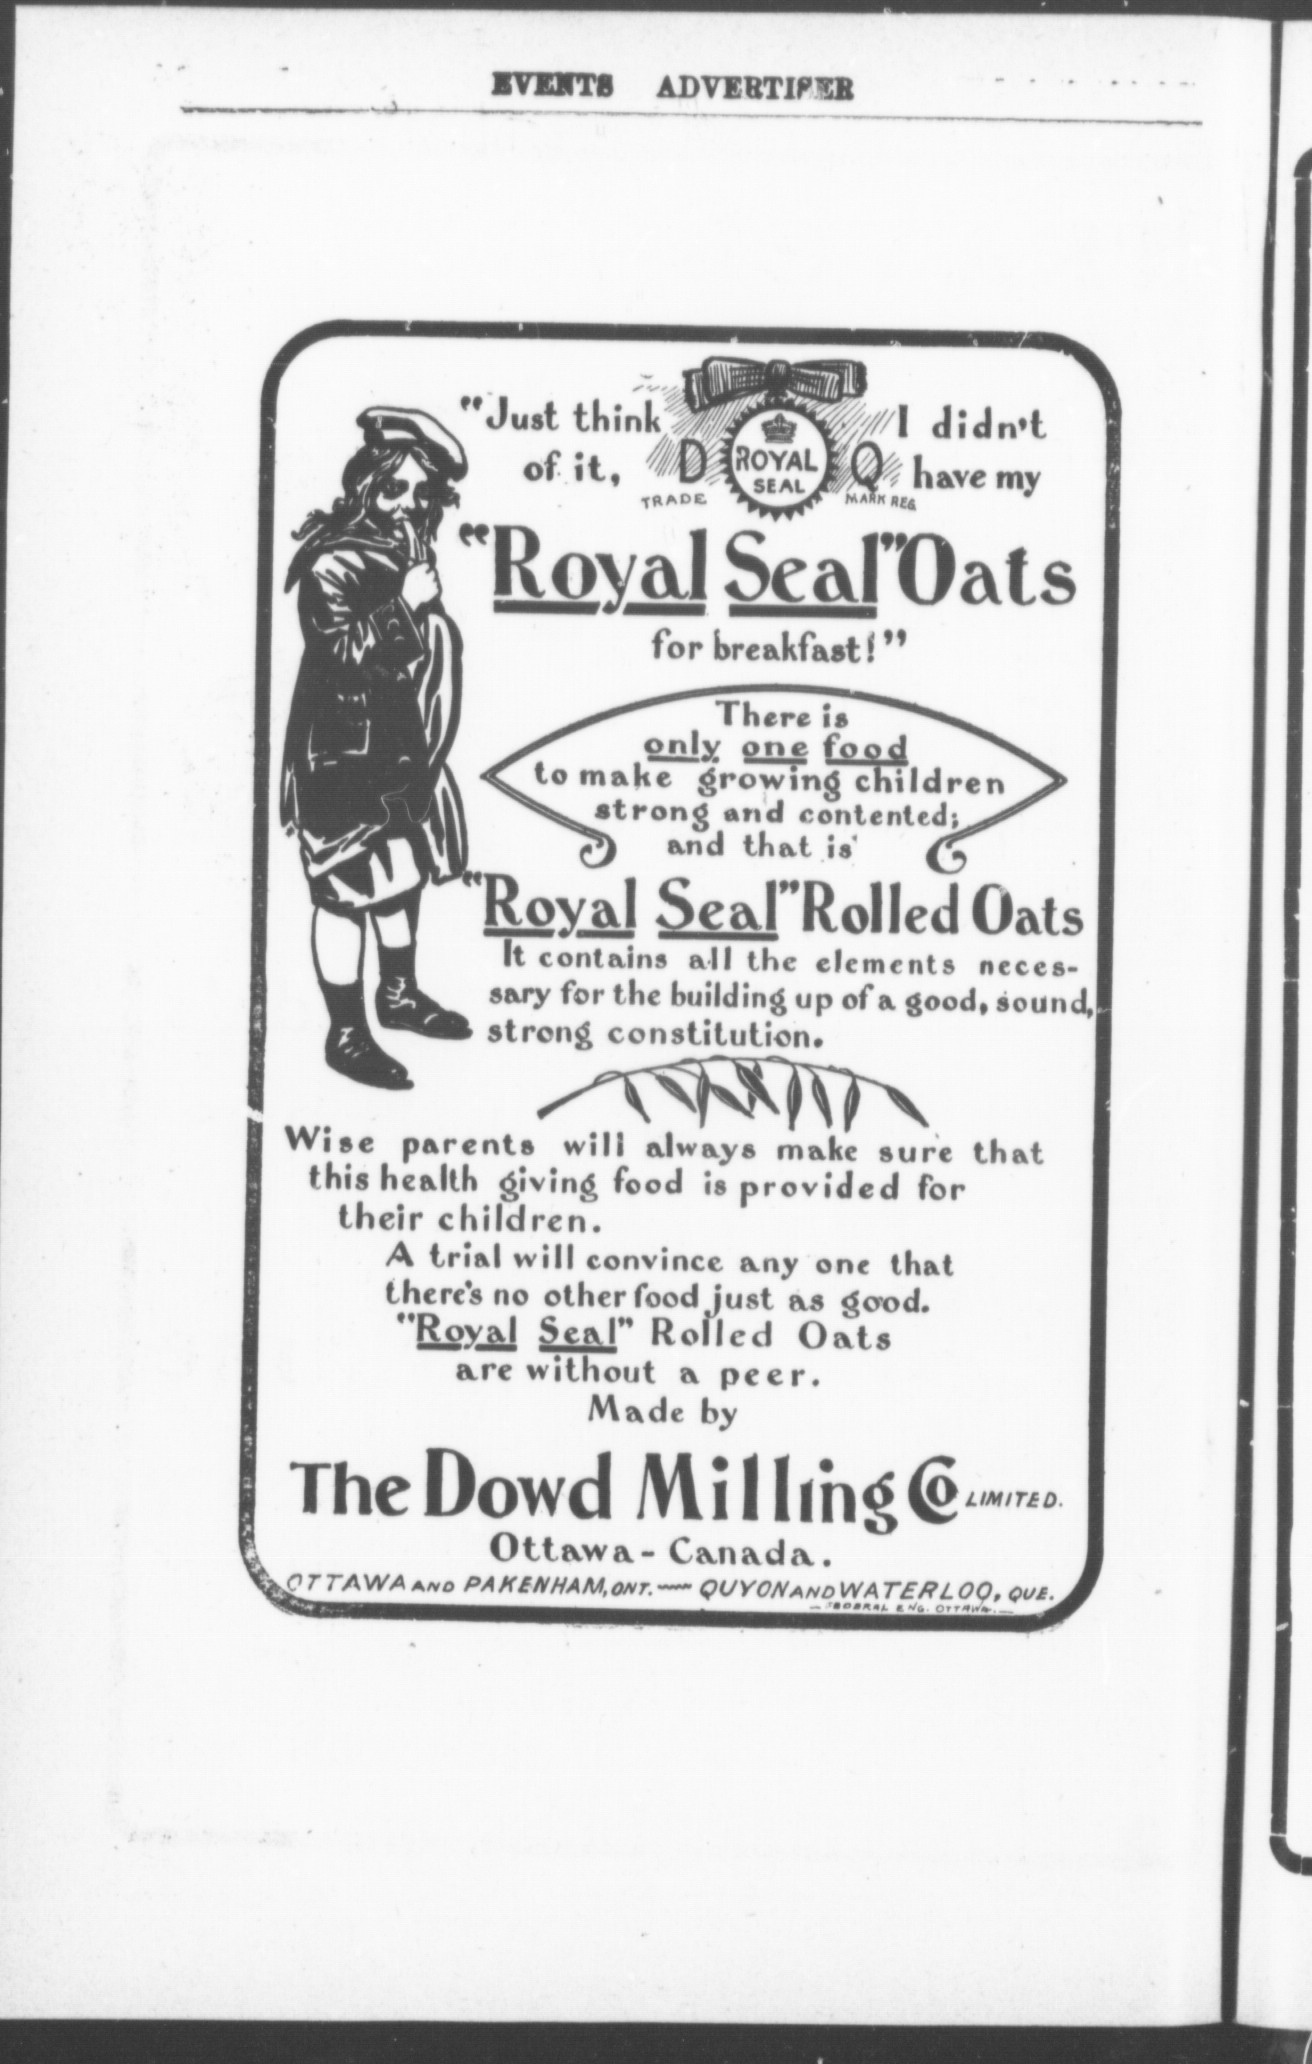 EVENTS ADVERTISER
"Just think
of it,
D
ROYAL
SEAL
Q
TRADE
MARK REG.
I didn't
have my
"Royal Seal" Oats
for breakfast!"
There is
only one food
to make growing children
strong and contented;
and that is
"Royal Seal" Rolled Oats
It contains all the elements neces-
sary for the building up of a good, sound,
strong constitution.
Wise parents will always make sure that
this health giving food is provided for
their children.
A trial will convince any one that
there's no other food just as good.
"Royal Seal" Rolled Oats
are without a peer.
Made by
The Dowd Milling Co LIMITED.
Ottawa - Canada.
OTTAWA AND PAKENHAM, ONT. — QUYON AND WATERLOO, QUE.
— FEDERAL ENG. OTTAWA. —